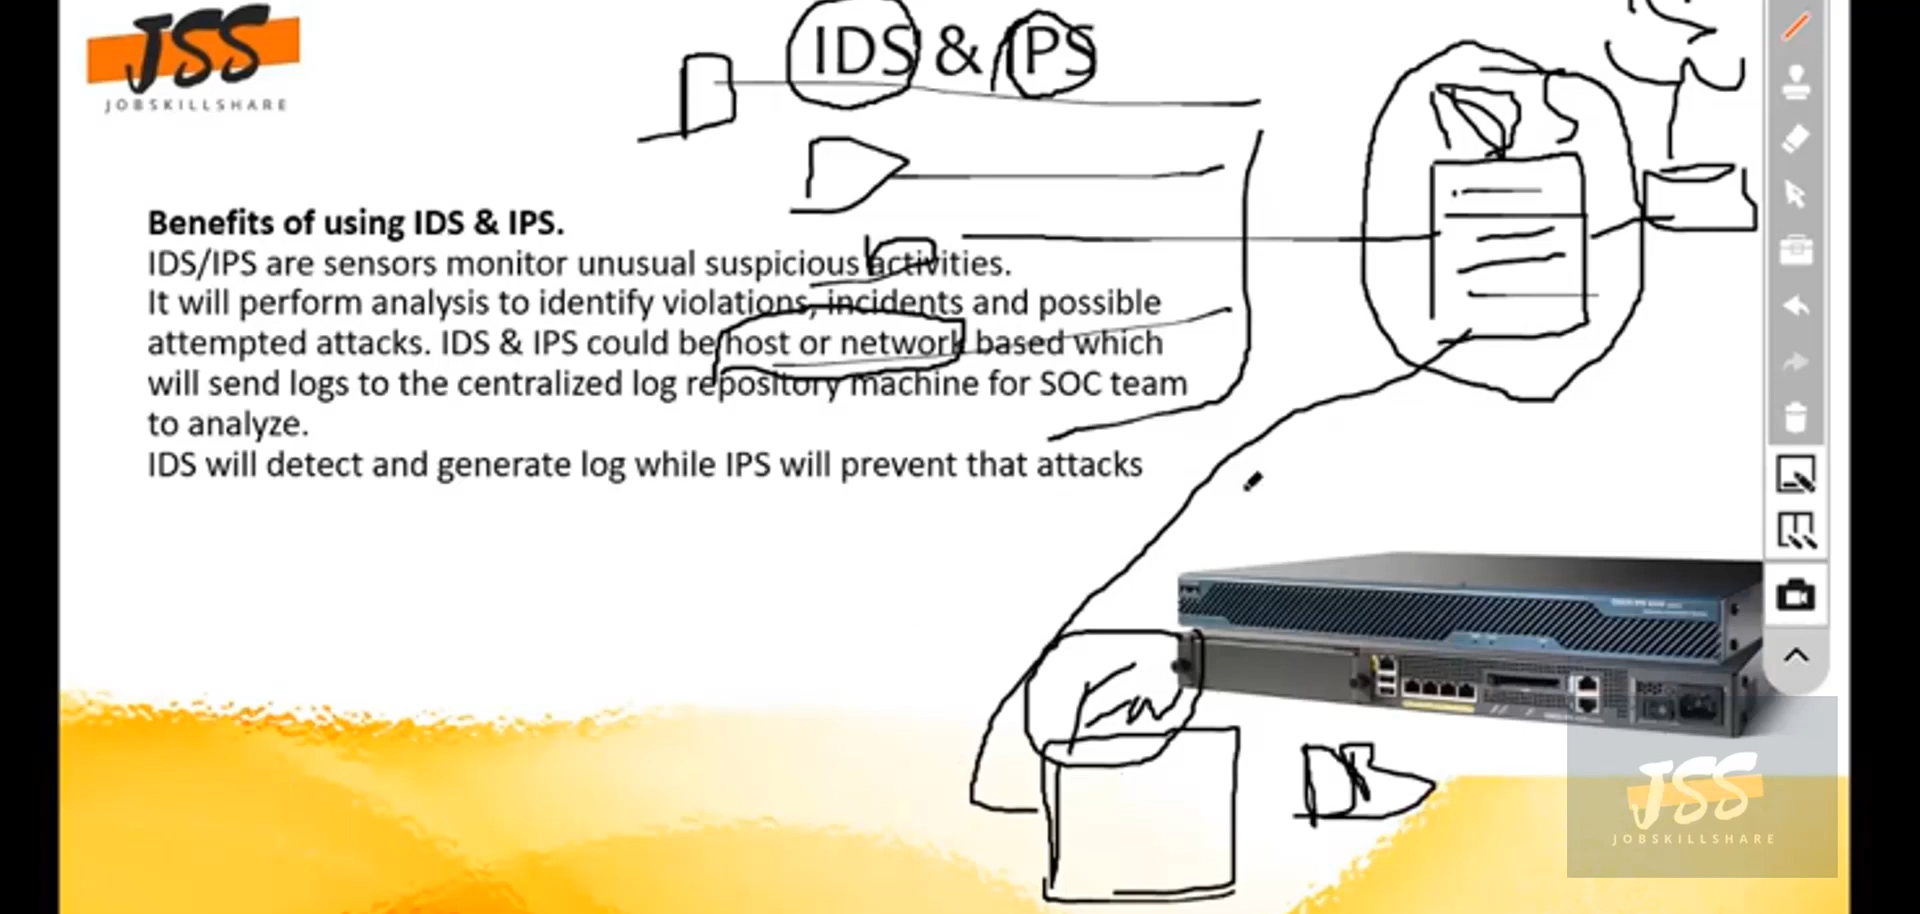 JSS
JOBSKILLSHARE
IDS & IPS
Benefits of using IDS & IPS.
IDS/IPS are sensors monitor unusual suspicious activities.
It will perform analysis to identify violations, incidents and possible
attempted attacks. IDS & IPS could be host or network based which
will send logs to the centralized log repository machine for SOC team
to analyze.
IDS will detect and generate log while IPS will prevent that attacks
JSS
JOBSKILLSHARE